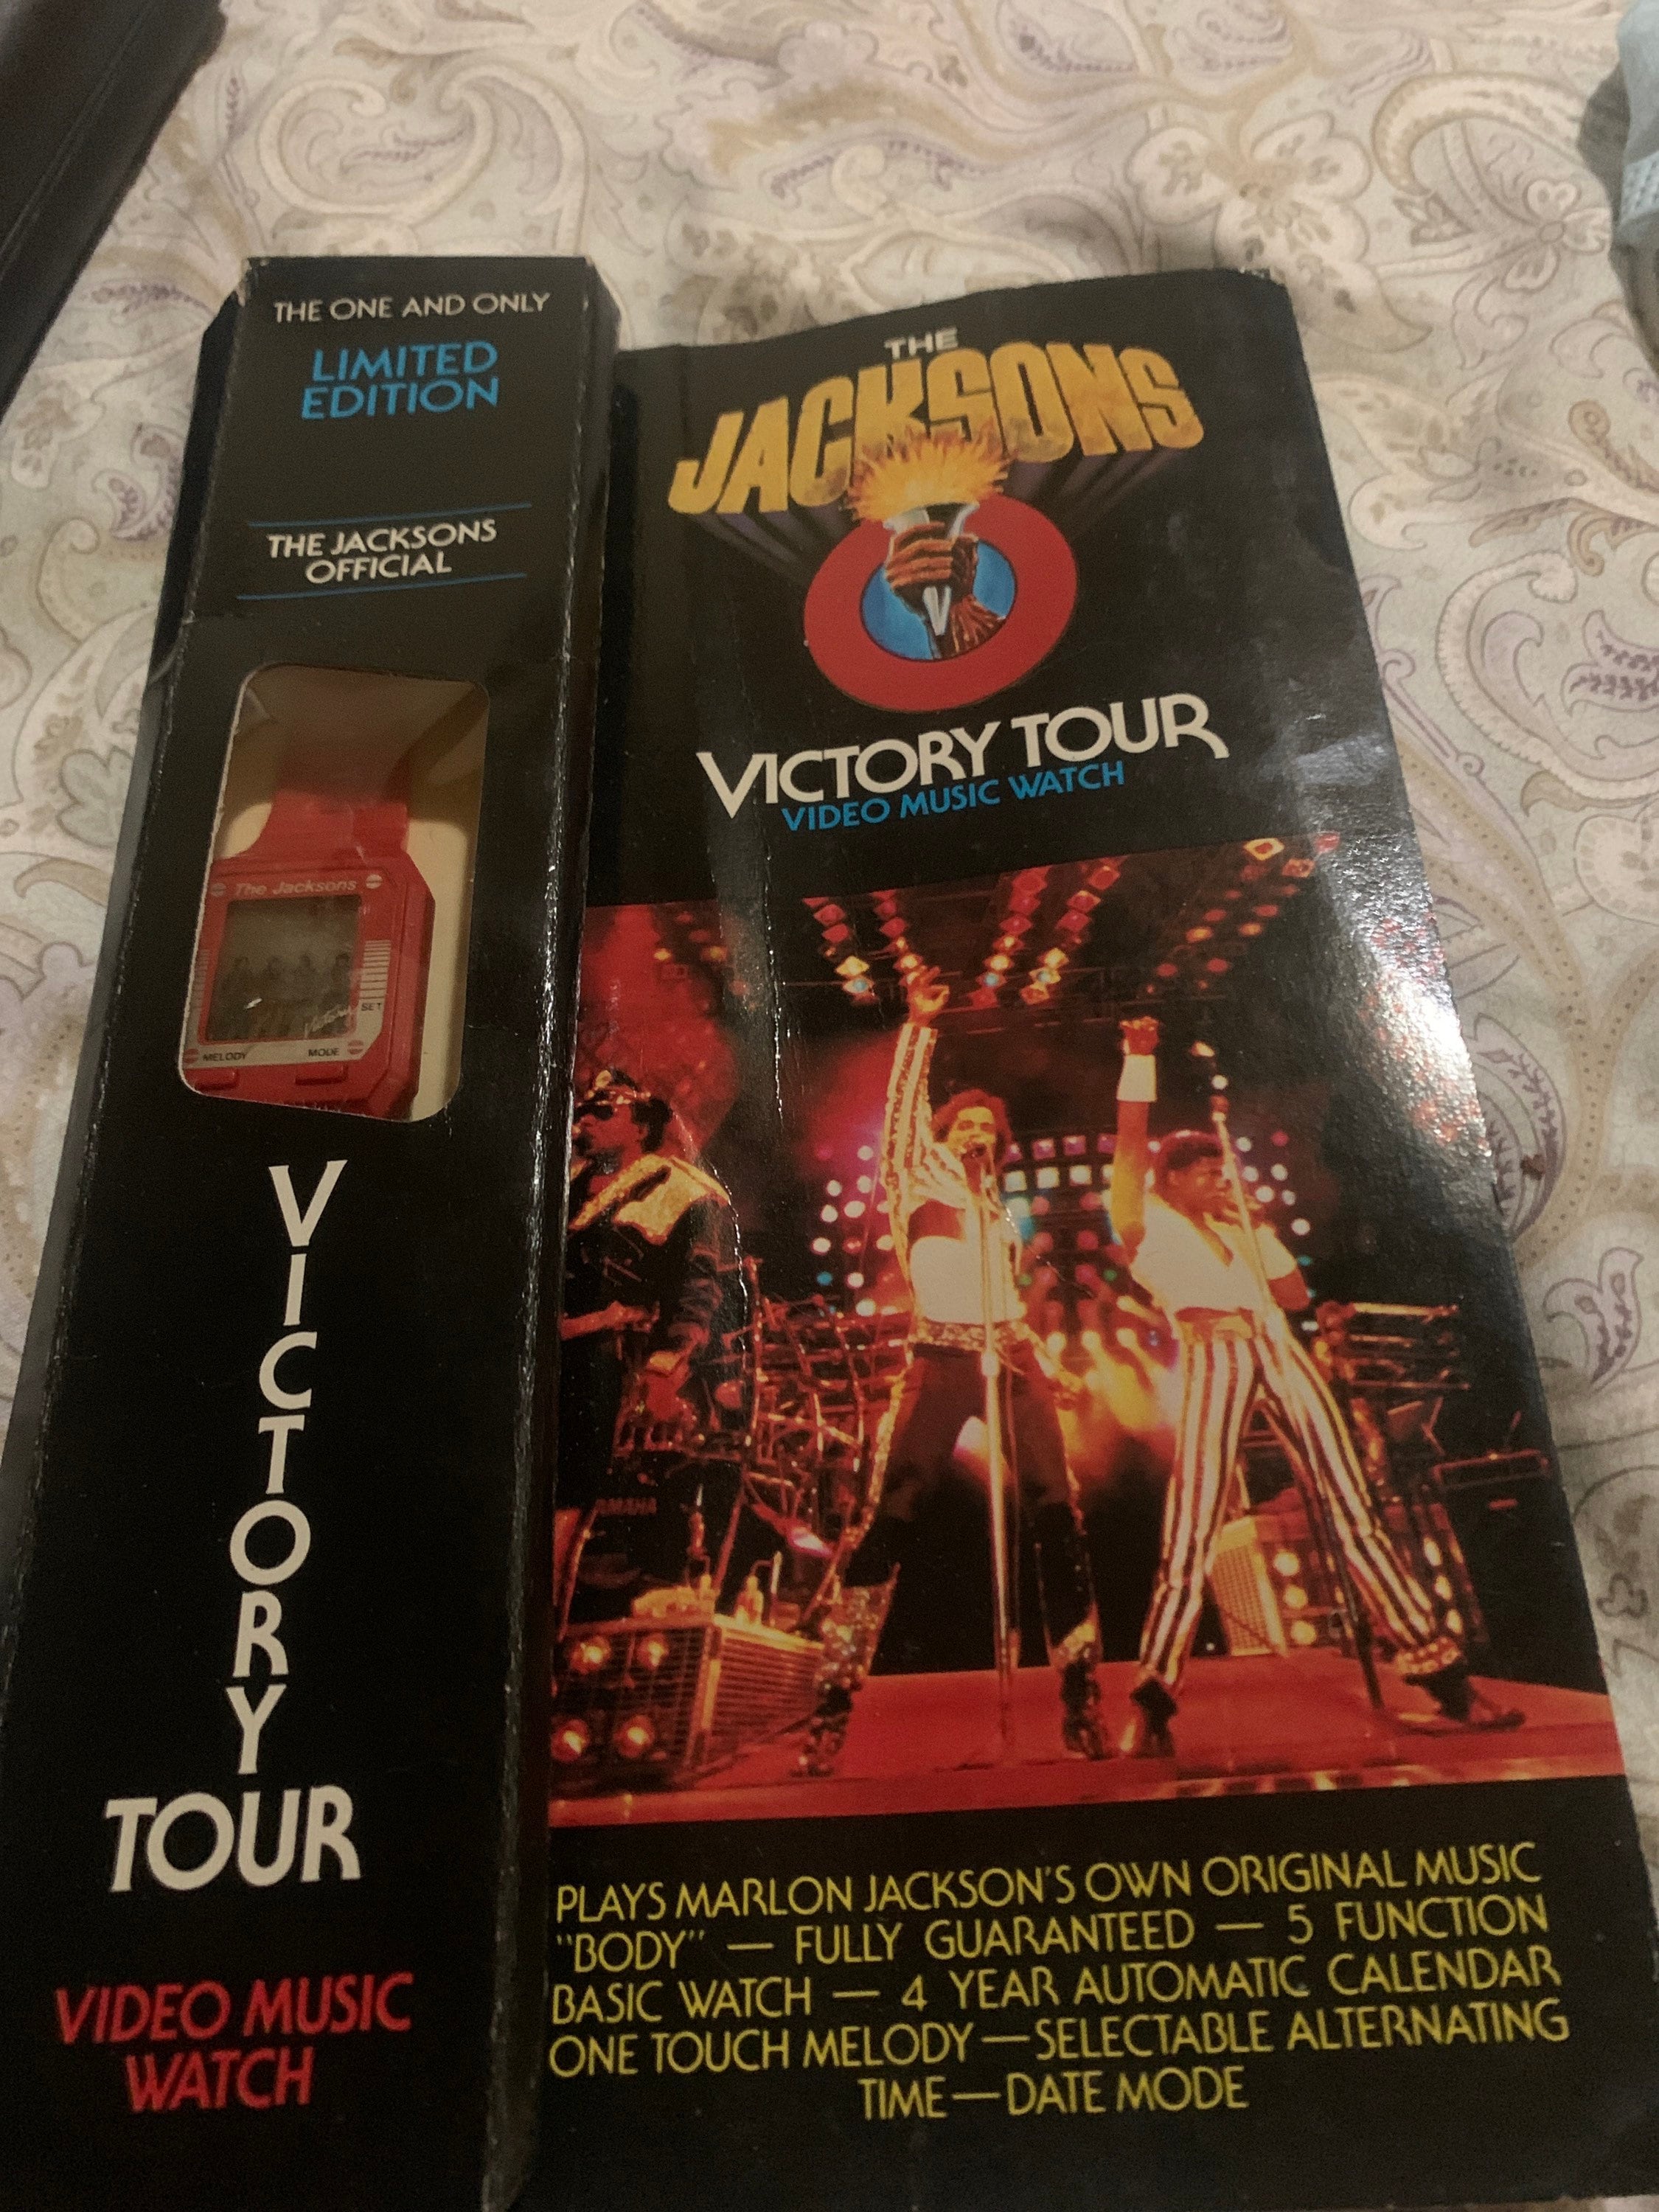 THE ONE AND ONLY
LIMITED
EDITION
THE JACKSONS
OFFICIAL
The Jacksons
Victory
SET
MELODY
MODE
VICTORY
TOUR
VIDEO MUSIC
WATCH
THE
JACKSONS
V
VICTORY TOUR
VIDEO MUSIC WATCH
YAMAHA
PLAYS MARLON JACKSON'S OWN ORIGINAL MUSIC
"BODY" — FULLY GUARANTEED — 5 FUNCTION
BASIC WATCH — 4 YEAR AUTOMATIC CALENDAR
ONE TOUCH MELODY — SELECTABLE ALTERNATING
TIME — DATE MODE